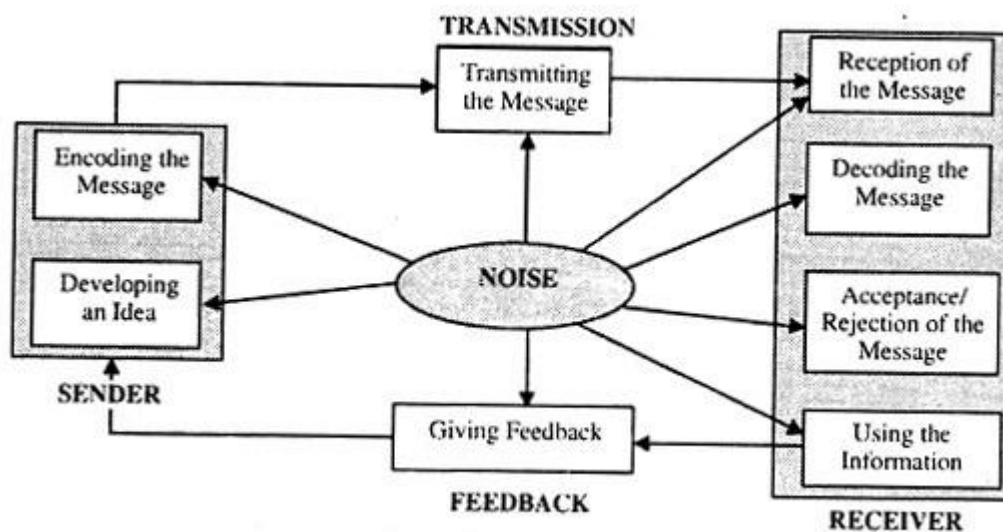 TRANSMISSION
Transmitting
the Message
Reception of
the Message
Encoding the
Message
Decoding the
Message
NOISE
Developing
an Idea
Acceptance/
Rejection of the
Message
SENDER
Giving Feedback
Using the
Information
FEEDBACK
RECEIVER